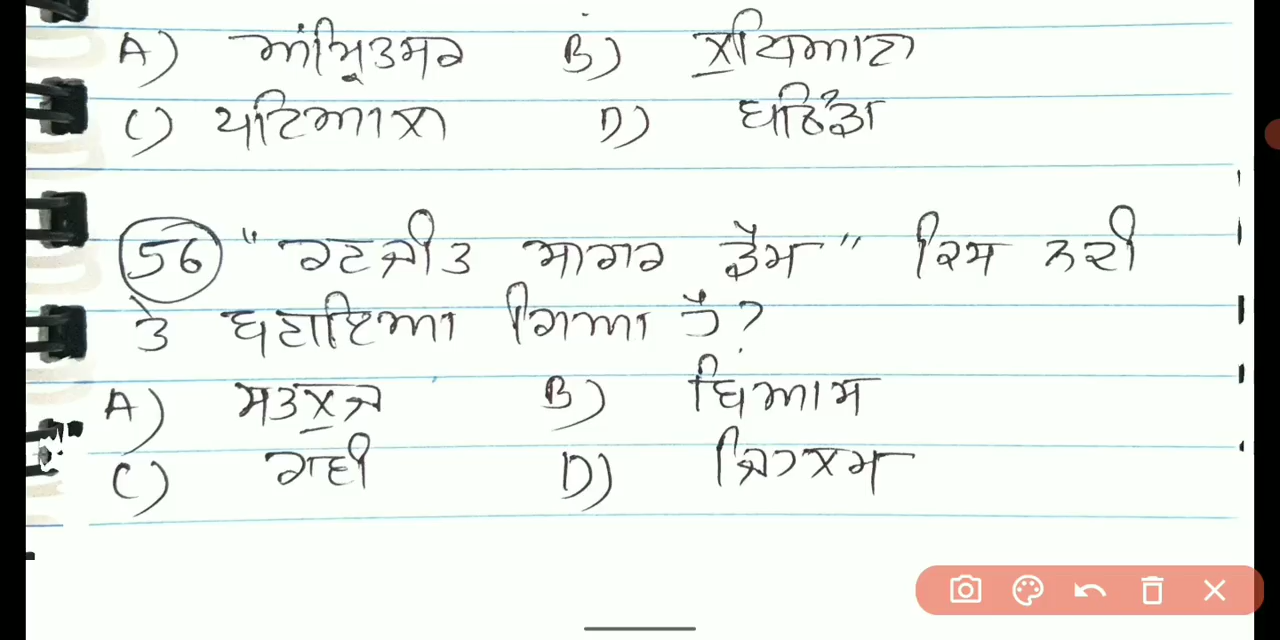 A) ਅੰਮ੍ਰਿਤਸਰ B) ਲੁਧਿਆਣਾ
C) ਪਟਿਆਲਾ D) ਬਠਿੰਡਾ
56 "ਰਣਜੀਤ ਸਾਗਰ ਡੈਮ" ਕਿਸ ਨਦੀ
ਤੇ ਬਣਾਇਆ ਗਿਆ ਹੈ?
A) ਸਤਲੁਜ B) ਬਿਆਸ
C) ਰਾਵੀ D) ਜਿਹਲਮ